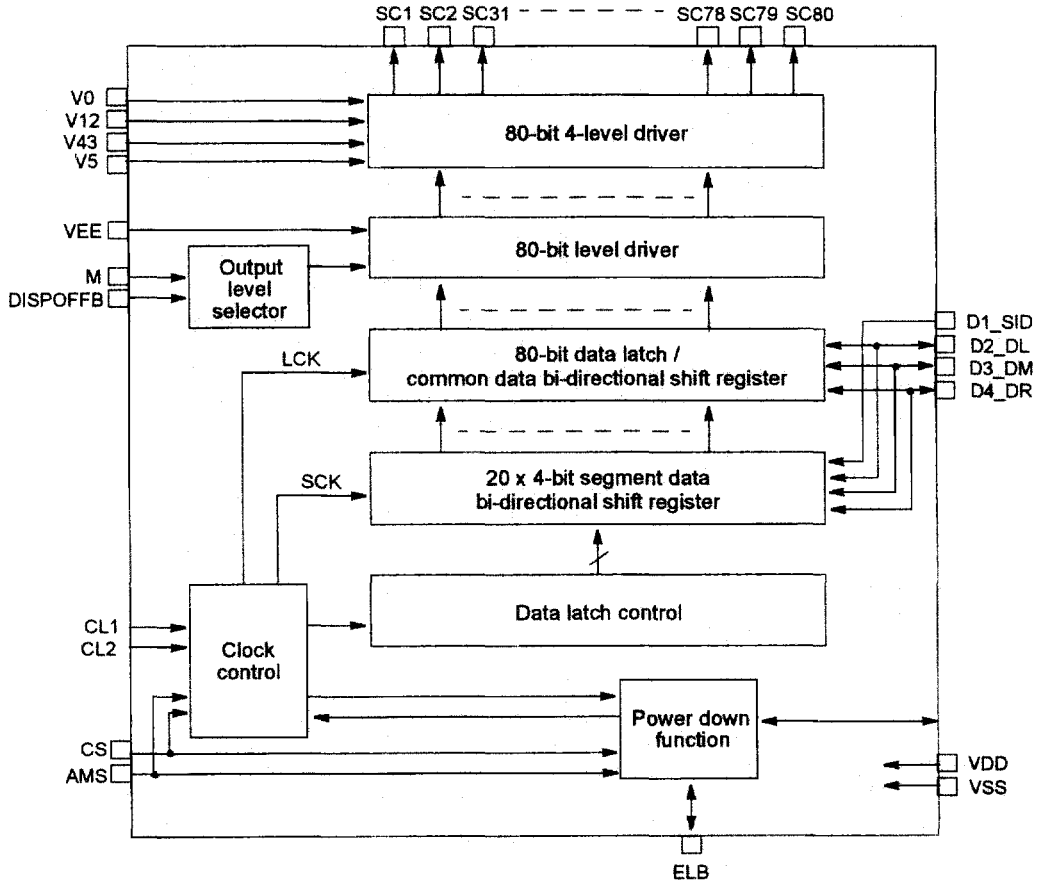 SC1 SC2 SC31 SC78 SC79 SC80
V0
V12
V43
V5
80-bit 4-level driver
VEE
80-bit level driver
M
DISPOFFB
Output
level
selector
D1_SID
D2_DL
D3_DM
D4_DR
LCK
80-bit data latch /
common data bi-directional shift register
SCK
20 x 4-bit segment data
bi-directional shift register
CL1
CL2
Clock
control
Data latch control
Power down
function
CS
AMS
VDD
VSS
ELB